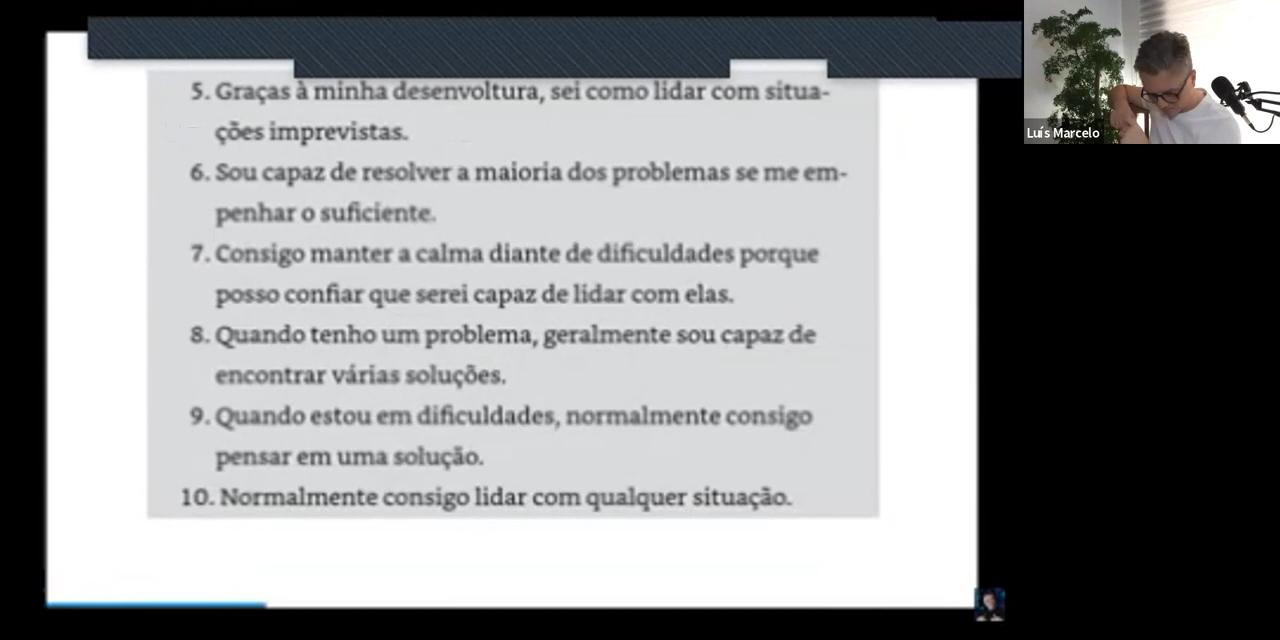 5. Graças à minha desenvoltura, sei como lidar com situa-
ções imprevistas.
6. Sou capaz de resolver a maioria dos problemas se me em-
penhar o suficiente.
7. Consigo manter a calma diante de dificuldades porque
posso confiar que serei capaz de lidar com elas.
8. Quando tenho um problema, geralmente sou capaz de
encontrar várias soluções.
9. Quando estou em dificuldades, normalmente consigo
pensar em uma solução.
10. Normalmente consigo lidar com qualquer situação.
Luís Marcelo